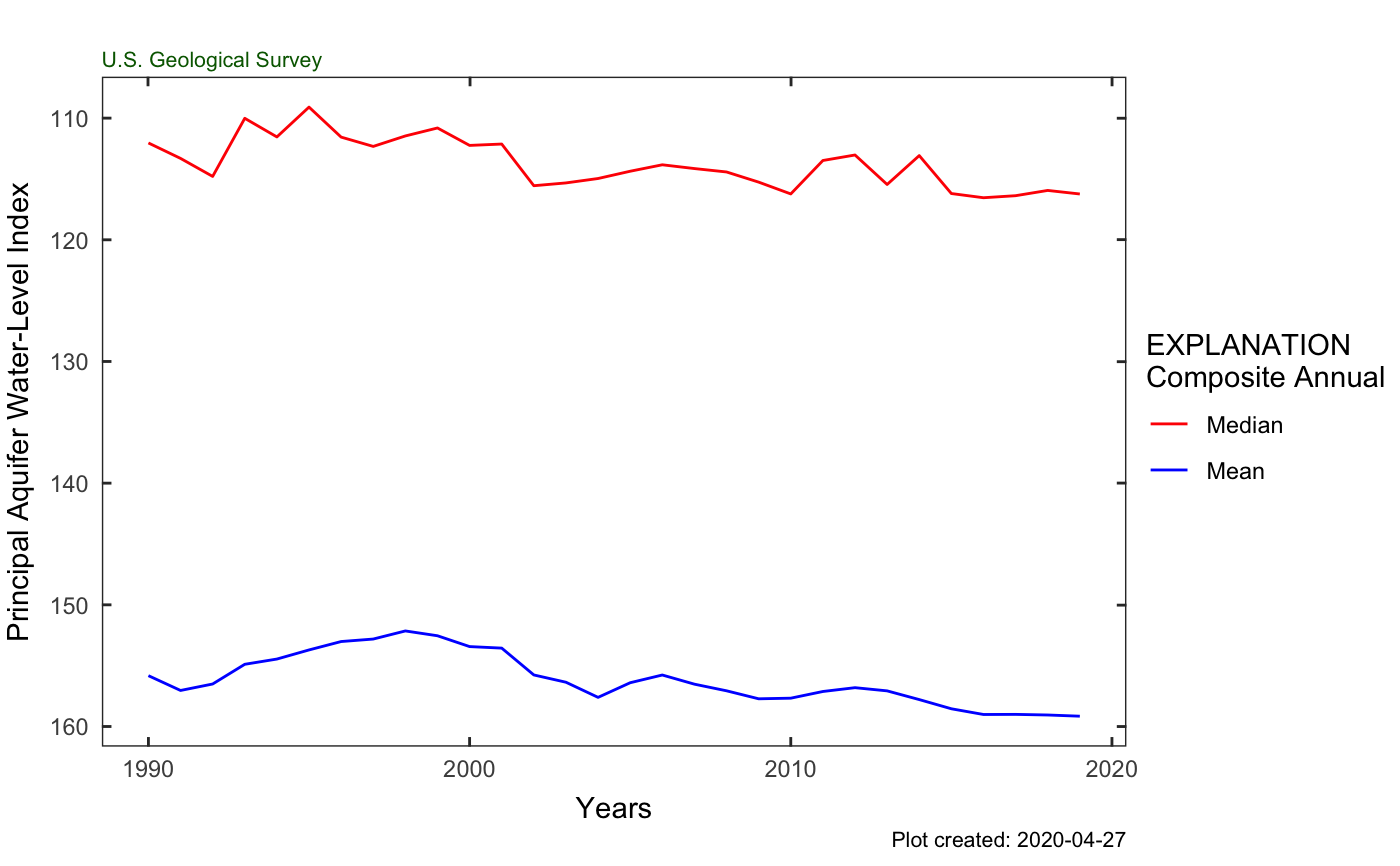 U.S. Geological Survey
Principal Aquifer Water-Level Index
110
120
130
140
150
160
1990
2000
2010
2020
Years
EXPLANATION
Composite Annual
Median
Mean
Plot created: 2020-04-27